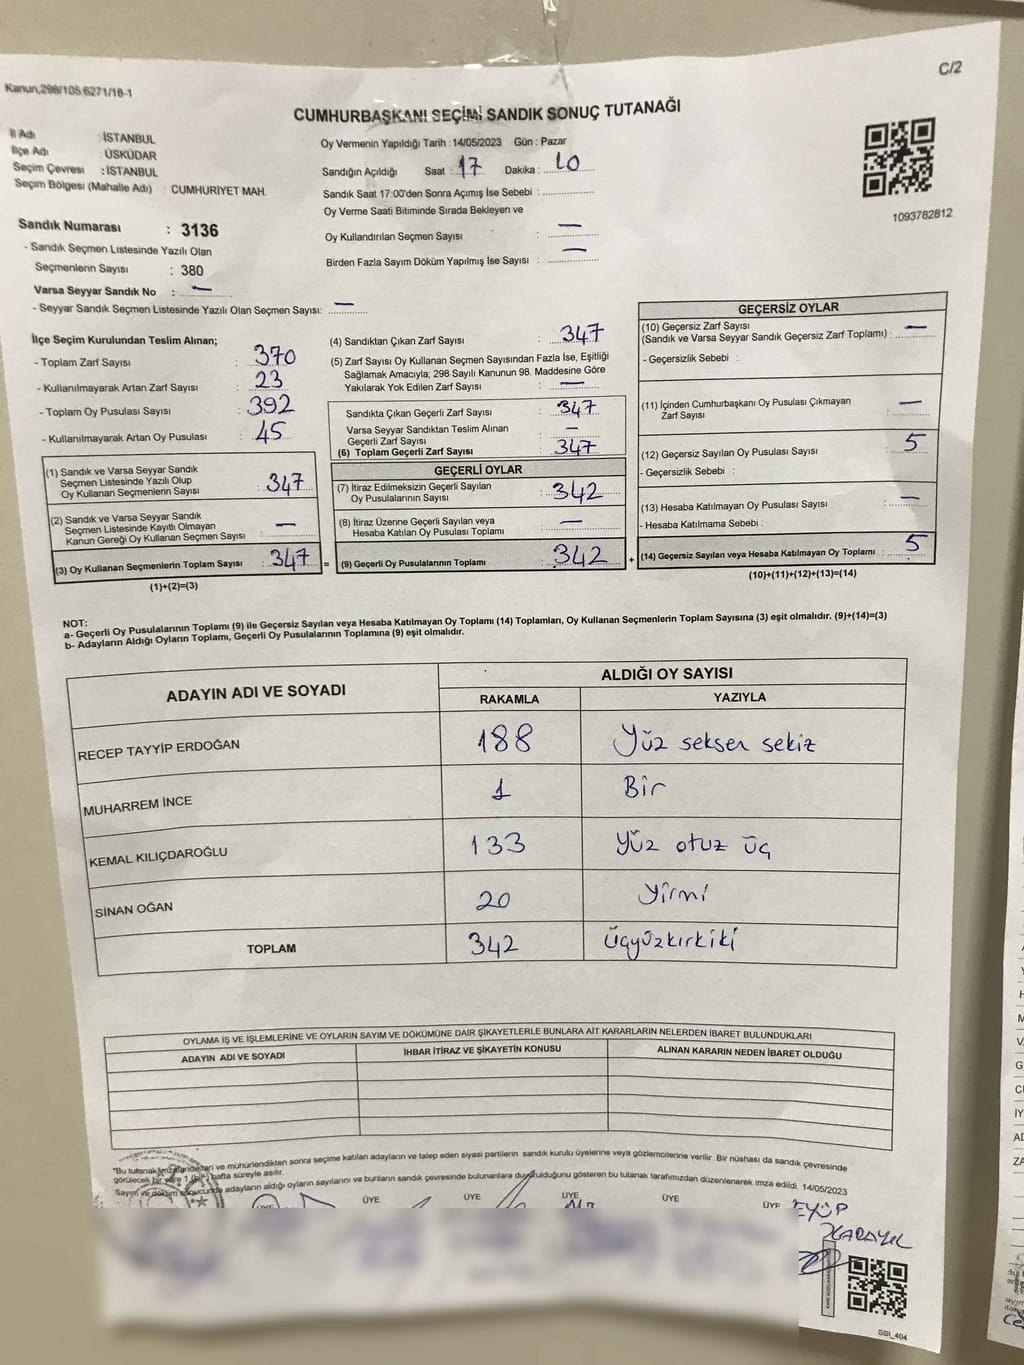 C/2
Kanun,298/105.6271/18-1
CUMHURBAŞKANI SEÇİMİ SANDIK SONUÇ TUTANAĞI
İl Adı : İSTANBUL
İlçe Adı : ÜSKÜDAR
Seçim Çevresi : İSTANBUL
Seçim Bölgesi (Mahalle Adı) : CUMHURİYET MAH.
Oy Vermenin Yapıldığı Tarih : 14/05/2023 Gün : Pazar
Sandığın Açıldığı Saat : 17 Dakika : 10
Sandık Saat 17:00'den Sonra Açımış İse Sebebi :
Oy Verme Saati Bitiminde Sırada Bekleyen ve
Oy Kullandırılan Seçmen Sayısı : —
Birden Fazla Sayım Döküm Yapılmış İse Sayısı : —
1093782812
Sandık Numarası : 3136
- Sandık Seçmen Listesinde Yazılı Olan
Seçmenlerin Sayısı : 380
Varsa Seyyar Sandık No : —
- Seyyar Sandık Seçmen Listesinde Yazılı Olan Seçmen Sayısı: —
İlçe Seçim Kurulundan Teslim Alınan;
- Toplam Zarf Sayısı : 370
- Kullanılmayarak Artan Zarf Sayısı : 23
- Toplam Oy Pusulası Sayısı : 392
- Kullanılmayarak Artan Oy Pusulası : 45
(1) Sandık ve Varsa Seyyar Sandık
Seçmen Listesinde Yazılı Olup
Oy Kullanan Seçmenlerin Sayısı : 347
(2) Sandık ve Varsa Seyyar Sandık
Seçmen Listesinde Kayıtlı Olmayan
Kanun Gereği Oy Kullanan Seçmen Sayısı : —
(3) Oy Kullanan Seçmenlerin Toplam Sayısı : 347 =
(1)+(2)=(3)
(4) Sandıktan Çıkan Zarf Sayısı : 347
(5) Zarf Sayısı Oy Kullanan Seçmen Sayısından Fazla İse, Eşitliği
Sağlamak Amacıyla; 298 Sayılı Kanunun 98. Maddesine Göre
Yakılarak Yok Edilen Zarf Sayısı : —
Sandıkta Çıkan Geçerli Zarf Sayısı : 347
Varsa Seyyar Sandıktan Teslim Alınan
Geçerli Zarf Sayısı : —
(6) Toplam Geçerli Zarf Sayısı : 347
GEÇERLİ OYLAR
(7) İtiraz Edilmeksizin Geçerli Sayılan
Oy Pusulalarının Sayısı : 342
(8) İtiraz Üzerine Geçerli Sayılan veya
Hesaba Katılan Oy Pusulası Toplamı : —
(9) Geçerli Oy Pusulalarının Toplamı : 342 +
GEÇERSİZ OYLAR
(10) Geçersiz Zarf Sayısı
(Sandık ve Varsa Seyyar Sandık Geçersiz Zarf Toplamı) : —
- Geçersizlik Sebebi :
(11) İçinden Cumhurbaşkanı Oy Pusulası Çıkmayan
Zarf Sayısı : —
(12) Geçersiz Sayılan Oy Pusulası Sayısı : 5
- Geçersizlik Sebebi :
(13) Hesaba Katılmayan Oy Pusulası Sayısı : —
- Hesaba Katılmama Sebebi :
(14) Geçersiz Sayılan veya Hesaba Katılmayan Oy Toplamı : 5
(10)+(11)+(12)+(13)=(14)
NOT:
a- Geçerli Oy Pusulalarının Toplamı (9) ile Geçersiz Sayılan veya Hesaba Katılmayan Oy Toplamı (14) Toplamları, Oy Kullanan Seçmenlerin Toplam Sayısına (3) eşit olmalıdır. (9)+(14)=(3)
b- Adayların Aldığı Oyların Toplamı, Geçerli Oy Pusulalarının Toplamına (9) eşit olmalıdır.
ADAYIN ADI VE SOYADI ALDIĞI OY SAYISI
RAKAMLA YAZIYLA
RECEP TAYYİP ERDOĞAN 188 Yüz seksen sekiz
MUHARREM İNCE 1 Bir
KEMAL KILIÇDAROĞLU 133 Yüz otuz üç
SİNAN OĞAN 20 Yirmi
TOPLAM 342 Üçyüzkırkiki
OYLAMA İŞ VE İŞLEMLERİNE VE OYLARIN SAYIM VE DÖKÜMÜNE DAİR ŞİKAYETLERLE BUNLARA AİT KARARLARIN NELERDEN İBARET BULUNDUKLARI
ADAYIN ADI VE SOYADI İHBAR İTİRAZ VE ŞİKAYETİN KONUSU ALINAN KARARIN NEDEN İBARET OLDUĞU
"Bu tutanak imzalandıktan ve mühürlendikten sonra seçime katılan adayların ve talep eden siyasi partilerin sandık kurulu üyelerine veya gözlemcilerine verilir. Bir nüshası da sandık çevresinde
görülecek bir yere 1 hafta süreyle asılır.
Sayım ve döküm sonucunda adayların aldığı oyların sayılarını ve bunların sandık çevresinde bulunanlara duyurulduğunu gösteren bu tutanak tarafımızdan düzenlenerek imza edildi. 14/05/2023
ÜYE ÜYE ÜYE ÜYE ÜYE
EYÜP
KARAYEL
SSI_404